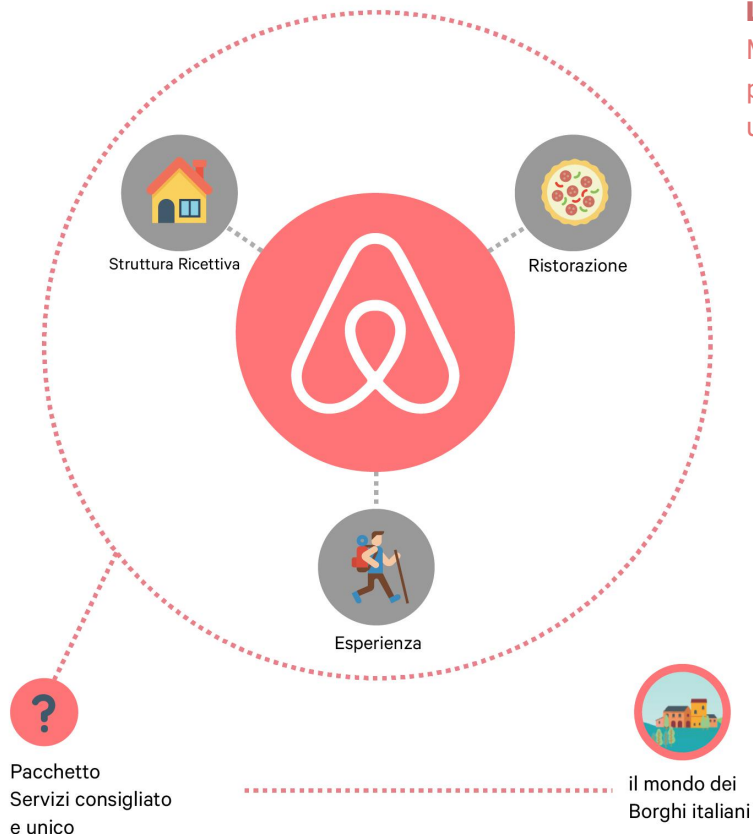 Struttura Ricettiva
Ristorazione
Esperienza
?
Pacchetto
Servizi consigliato
e unico
il mondo dei
Borghi italiani